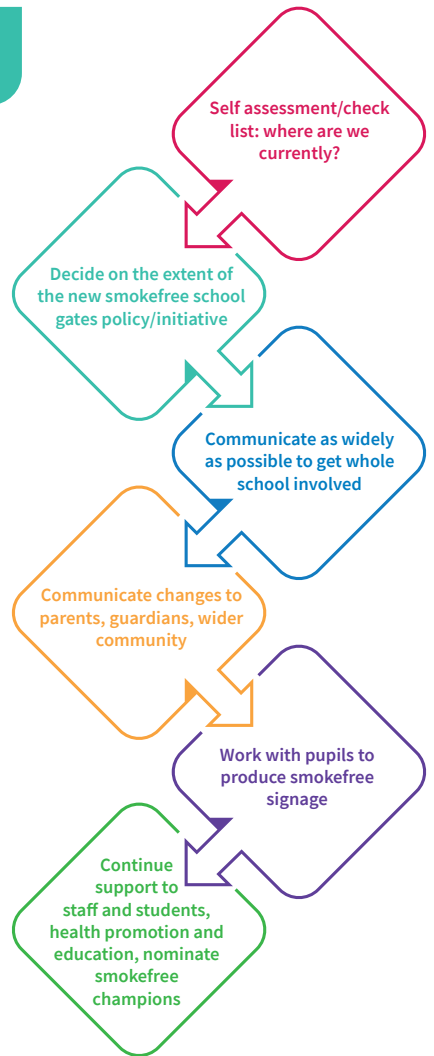 Self assessment/check
list: where are we
currently?
Decide on the extent of
the new smokefree school
gates policy/initiative
Communicate as widely
as possible to get whole
school involved
Communicate changes to
parents, guardians, wider
community
Work with pupils to
produce smokefree
signage
Continue
support to
staff and students,
health promotion and
education, nominate
smokefree
champions